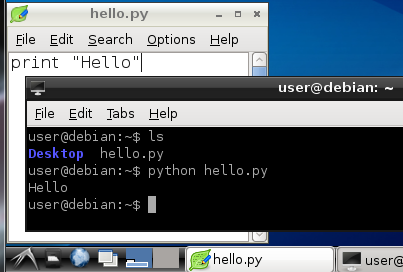 hello.py
File Edit Search Options Help
print "Hello"
user@debian: ~
File Edit Tabs Help
user@debian:~$ ls
Desktop hello.py
user@debian:~$ python hello.py
Hello
user@debian:~$
hello.py
user@